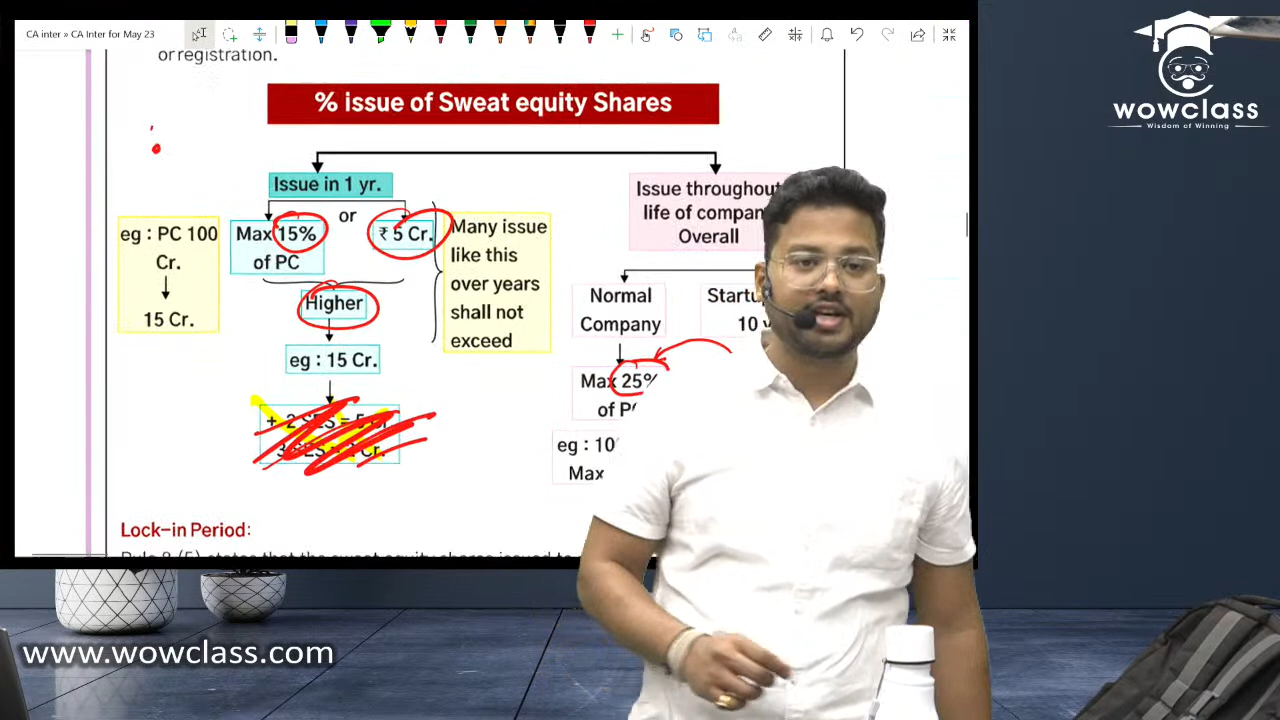 CA inter » CA Inter for May 23
or registration.
% issue of Sweat equity Shares
Issue in 1 yr.
or
Max 15%
of PC
₹ 5 Cr.
eg : PC 100
Cr.
15 Cr.
Higher
eg : 15 Cr.
Many issue
like this
over years
shall not
exceed
Issue throughout
life of
Overall
Normal
Company
10
Max 25%
of
eg :
Max
Lock-in Period:
wowclass
Wisdom of Winning
www.wowclass.com